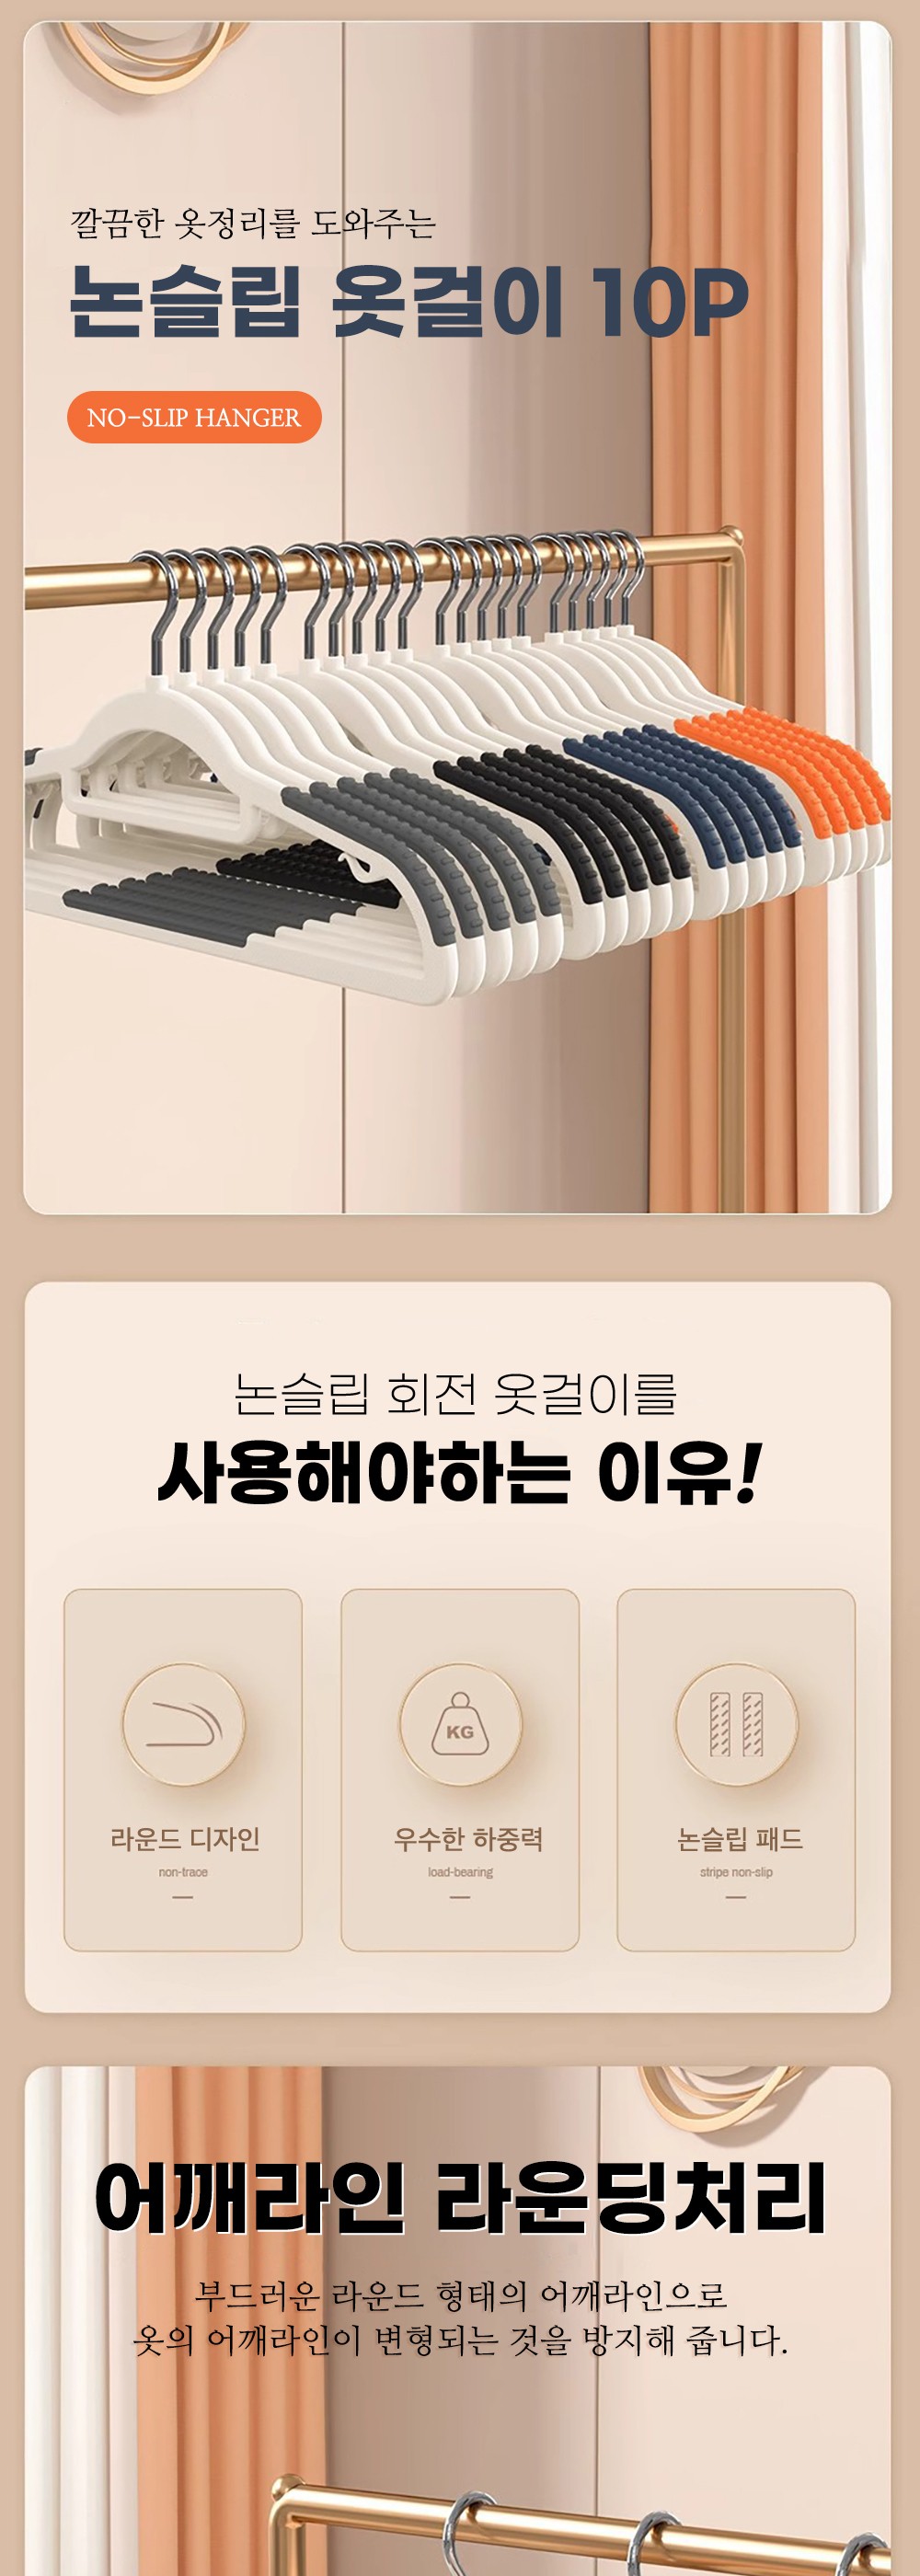 깔끔한 옷정리를 도와주는
논슬립 옷걸이 10P
NO-SLIP HANGER
논슬립 회전 옷걸이를
사용해야하는 이유!
라운드 디자인
non-trace
KG
우수한 하중력
load-bearing
논슬립 패드
stripe non-slip
어깨라인 라운딩처리
부드러운 라운드 형태의 어깨라인으로
옷의 어깨라인이 변형되는 것을 방지해 줍니다.